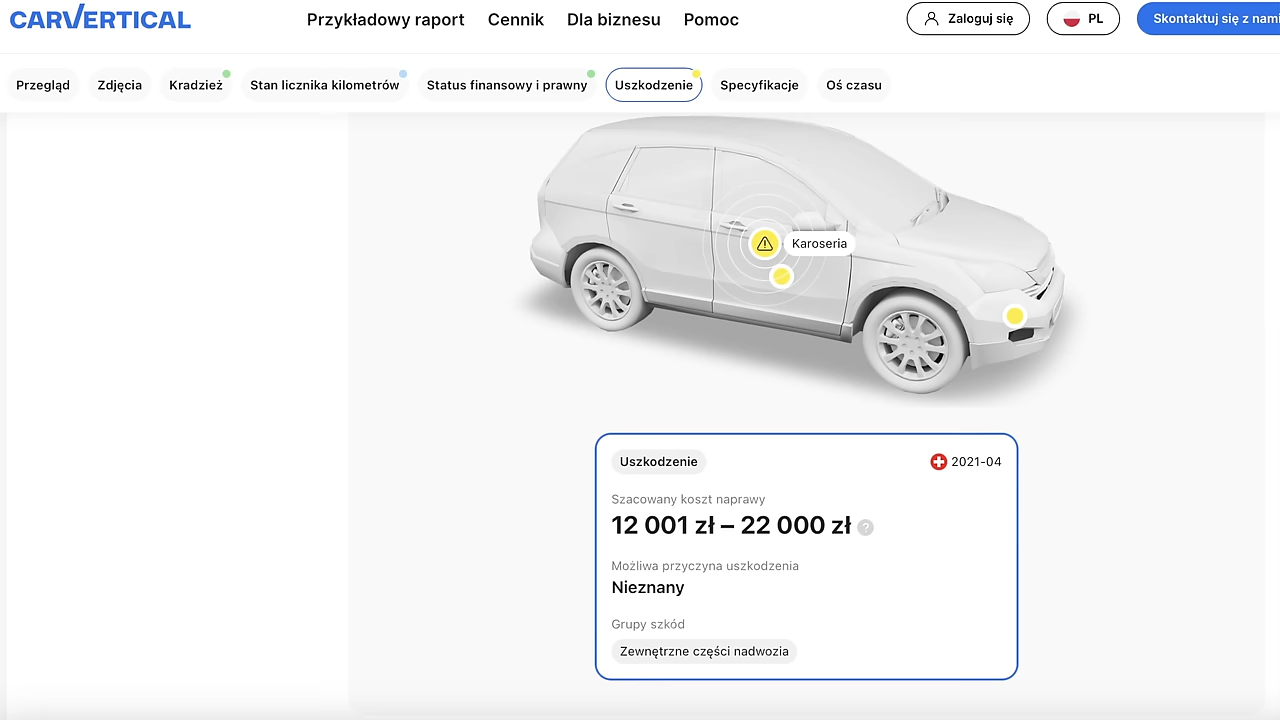 CARVERTICAL
Przykładowy raport Cennik Dla biznesu Pomoc Zaloguj się PL Skontaktuj się z nami
Przegląd Zdjęcia Kradzież Stan licznika kilometrów Status finansowy i prawny Uszkodzenie Specyfikacje Oś czasu
Karoseria
Uszkodzenie 2021-04
Szacowany koszt naprawy
12 001 zł – 22 000 zł ?
Możliwa przyczyna uszkodzenia
Nieznany
Grupy szkód
Zewnętrzne części nadwozia